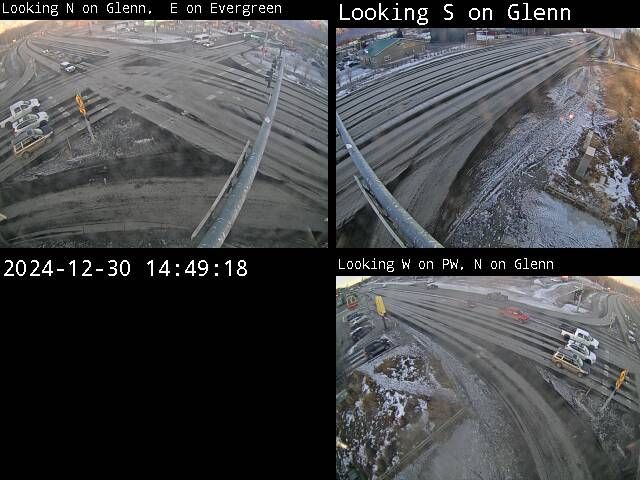 Looking N on Glenn,  E on Evergreen
Looking S on Glenn
2024-12-30 14:49:18
Looking W on PW, N on Glenn